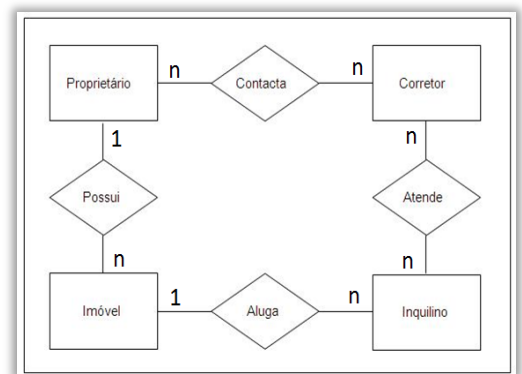 Proprietário n Contacta n Corretor
1 n
Possui Atende
n n
Imóvel 1 Aluga n Inquilino